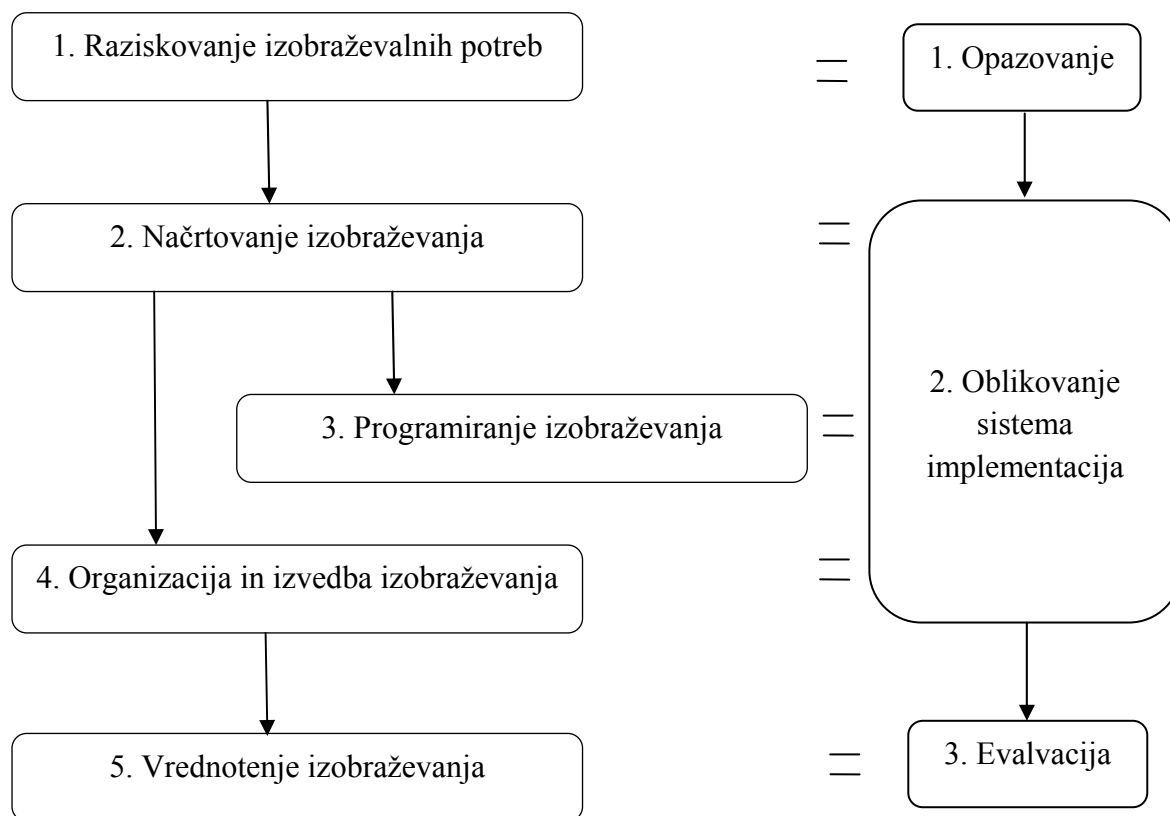 1. Raziskovanje izobraževalnih potreb
=
1. Opazovanje
2. Načrtovanje izobraževanja
=
3. Programiranje izobraževanja
=
2. Oblikovanje
sistema
implementacija
4. Organizacija in izvedba izobraževanja
=
5. Vrednotenje izobraževanja
=
3. Evalvacija